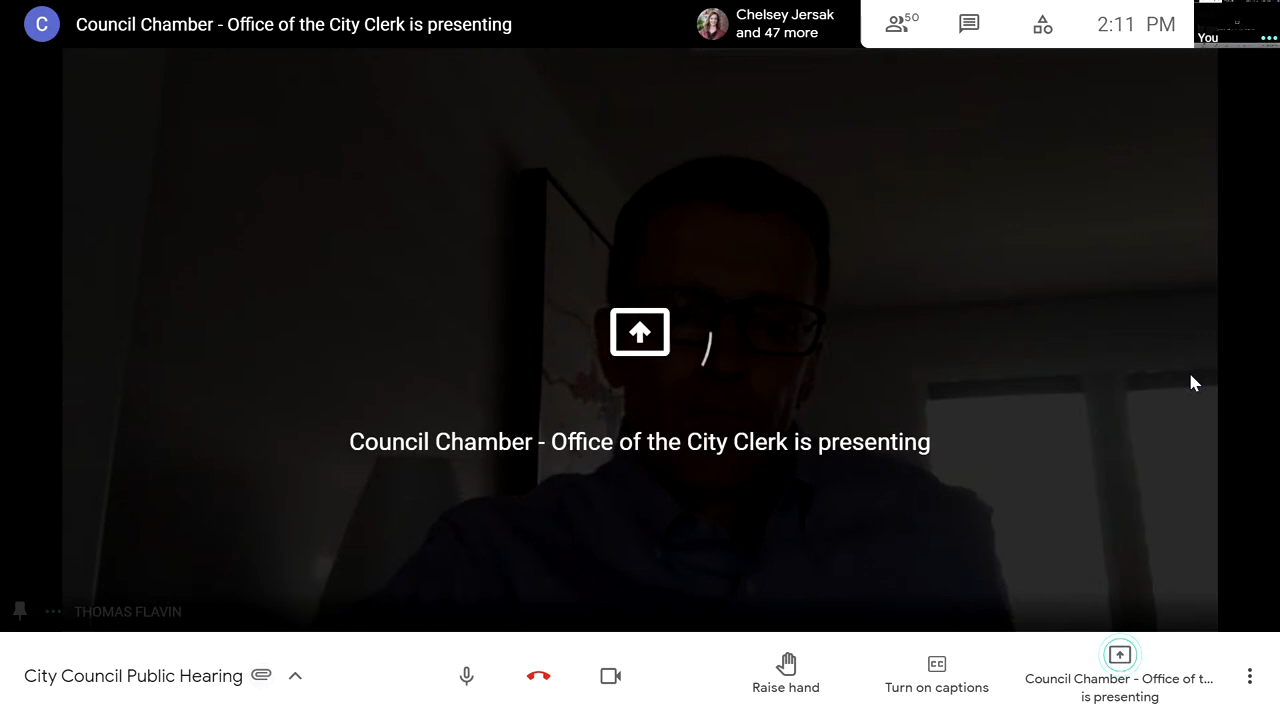 C
Council Chamber - Office of the City Clerk is presenting
Chelsey Jersak
and 47 more
50
2:11 PM
You
Council Chamber - Office of the City Clerk is presenting
THOMAS FLAVIN
City Council Public Hearing
Raise hand
CC
Turn on captions
Council Chamber - Office of t...
is presenting